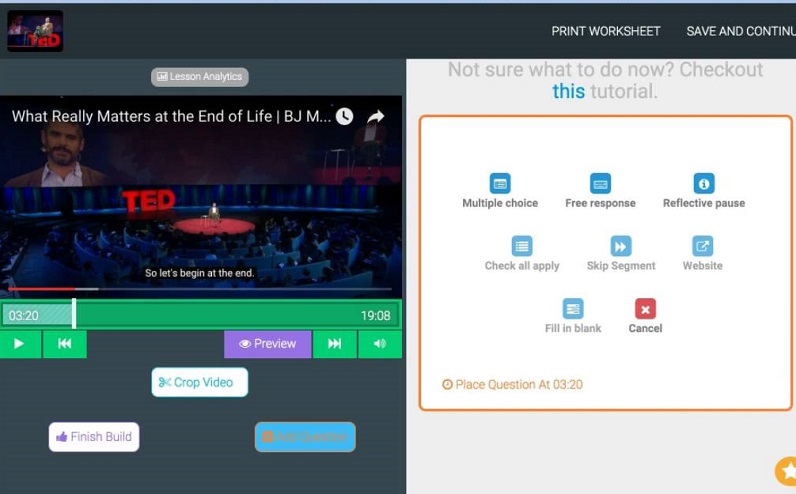 TED
PRINT WORKSHEET SAVE AND CONTINU
Lesson Analytics
What Really Matters at the End of Life | BJ M...
TED
So let's begin at the end.
03:20 19:08
Preview
Crop Video
Finish Build Add Question
Not sure what to do now? Checkout
this tutorial.
Multiple choice Free response Reflective pause
Check all apply Skip Segment Website
Fill in blank Cancel
Place Question At 03:20